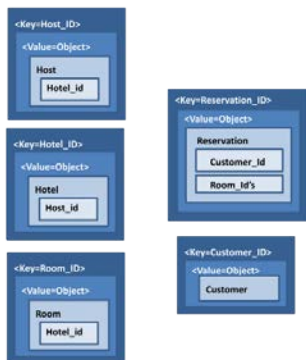 <Key=Host_ID>
<Value=Object>
Host
Hotel_id
<Key=Hotel_ID>
<Value=Object>
Hotel
Host_id
<Key=Room_ID>
<Value=Object>
Room
Hotel_id
<Key=Reservation_ID>
<Value=Object>
Reservation
Customer_Id
Room_Id's
<Key=Customer_ID>
<Value=Object>
Customer